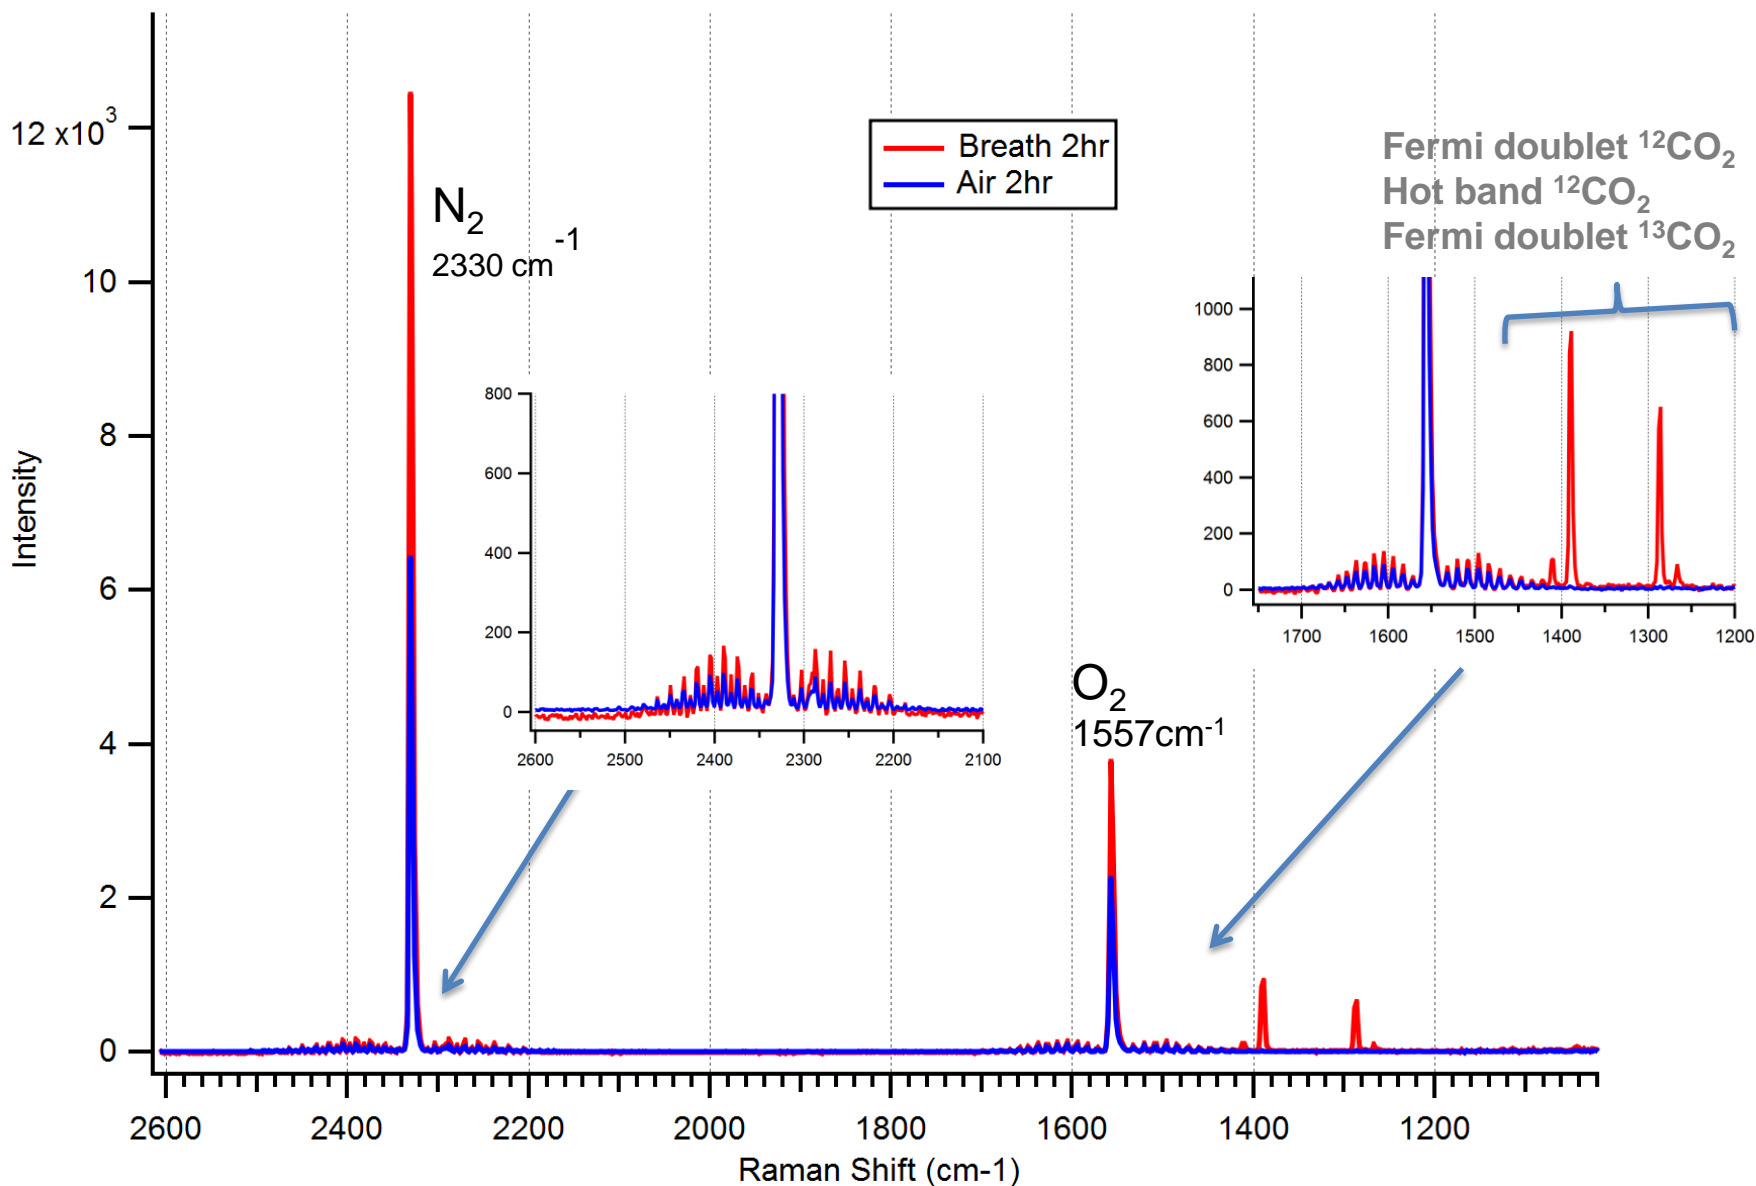 12 x10³
10
8
6
4
2
0
Intensity
N₂
2330 cm⁻¹
Breath 2hr
Air 2hr
Fermi doublet ¹²CO₂
Hot band ¹²CO₂
Fermi doublet ¹³CO₂
800
600
400
200
0
2600 2500 2400 2300 2200 2100
1000
800
600
400
200
0
1700 1600 1500 1400 1300 1200
O₂
1557cm⁻¹
2600 2400 2200 2000 1800 1600 1400 1200
Raman Shift (cm-1)